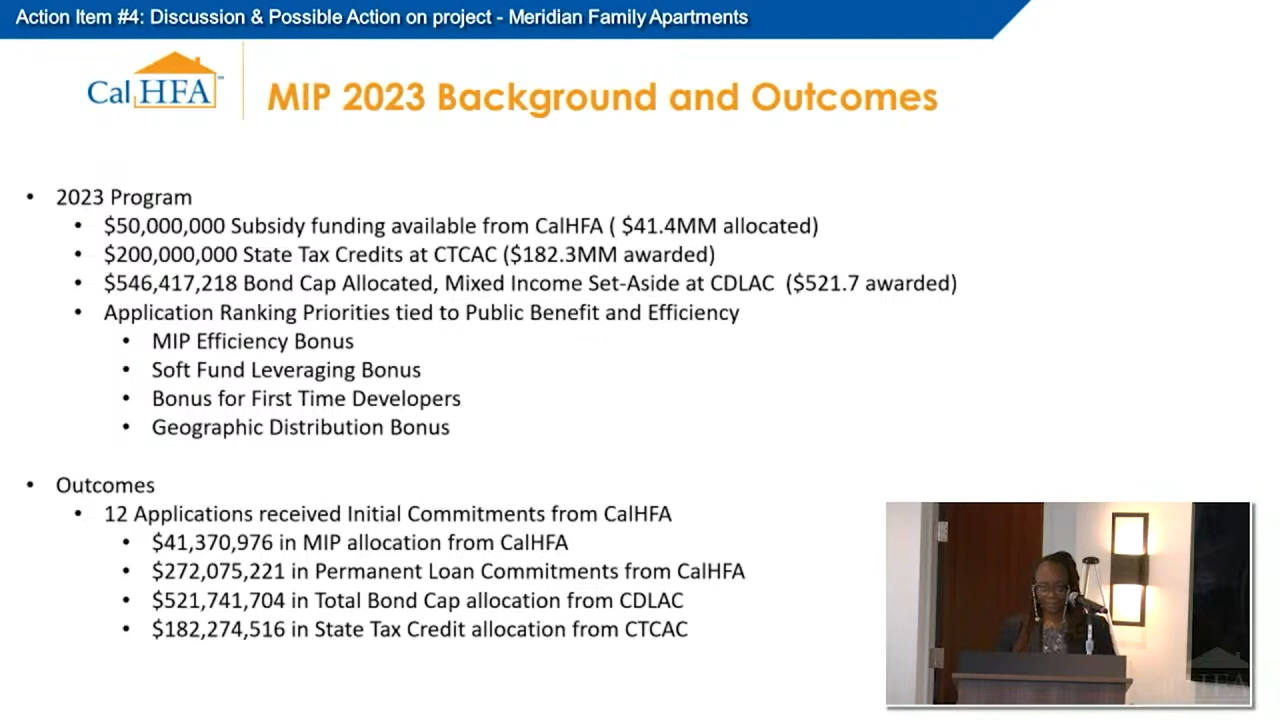 Action Item #4: Discussion & Possible Action on project - Meridian Family Apartments
Cal HFA™
MIP 2023 Background and Outcomes
• 2023 Program
• $50,000,000 Subsidy funding available from CalHFA ( $41.4MM allocated)
• $200,000,000 State Tax Credits at CTCAC ($182.3MM awarded)
• $546,417,218 Bond Cap Allocated, Mixed Income Set-Aside at CDLAC ($521.7 awarded)
• Application Ranking Priorities tied to Public Benefit and Efficiency
• MIP Efficiency Bonus
• Soft Fund Leveraging Bonus
• Bonus for First Time Developers
• Geographic Distribution Bonus
• Outcomes
• 12 Applications received Initial Commitments from CalHFA
• $41,370,976 in MIP allocation from CalHFA
• $272,075,221 in Permanent Loan Commitments from CalHFA
• $521,741,704 in Total Bond Cap allocation from CDLAC
• $182,274,516 in State Tax Credit allocation from CTCAC
HFA